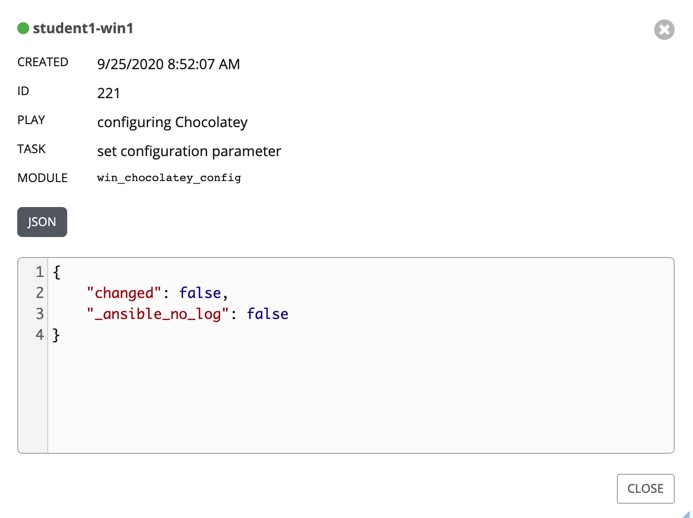 student1-win1
CREATED 9/25/2020 8:52:07 AM
ID 221
PLAY configuring Chocolatey
TASK set configuration parameter
MODULE win_chocolatey_config
JSON
1 {
2 "changed": false,
3 "_ansible_no_log": false
4 }
CLOSE